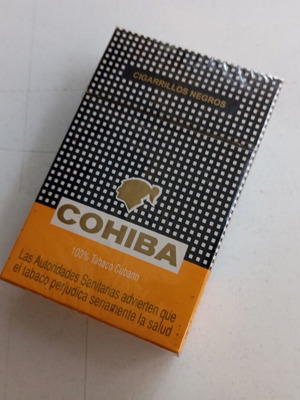 CIGARRILLOS NEGROS
COHIBA
100% Tabaco Cubano
Las Autoridades Sanitarias advierten que
el tabaco perjudica seriamente la salud